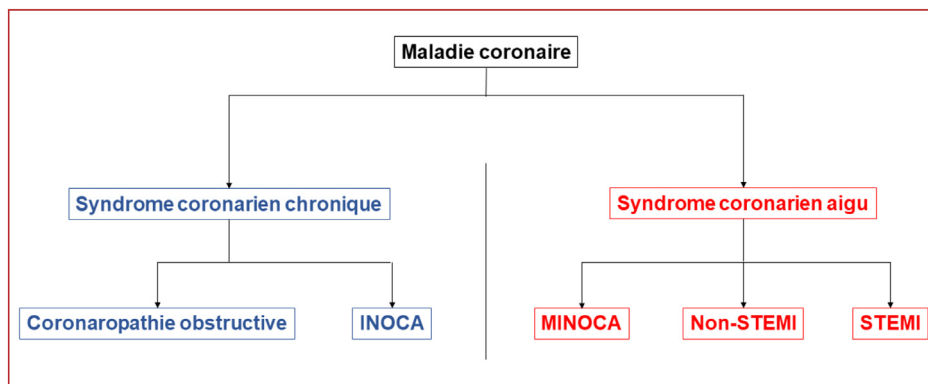 Maladie coronaire
Syndrome coronarien chronique
Syndrome coronarien aigu
Coronaropathie obstructive
INOCA
MINOCA
Non-STEMI
STEMI